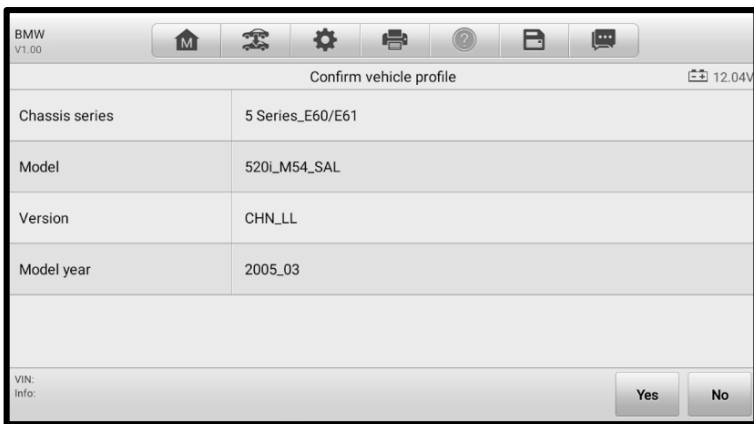 BMW
V1.00
M
?
Confirm vehicle profile
12.04V
Chassis series
5 Series_E60/E61
Model
520i_M54_SAL
Version
CHN_LL
Model year
2005_03
VIN:
Info:
Yes
No